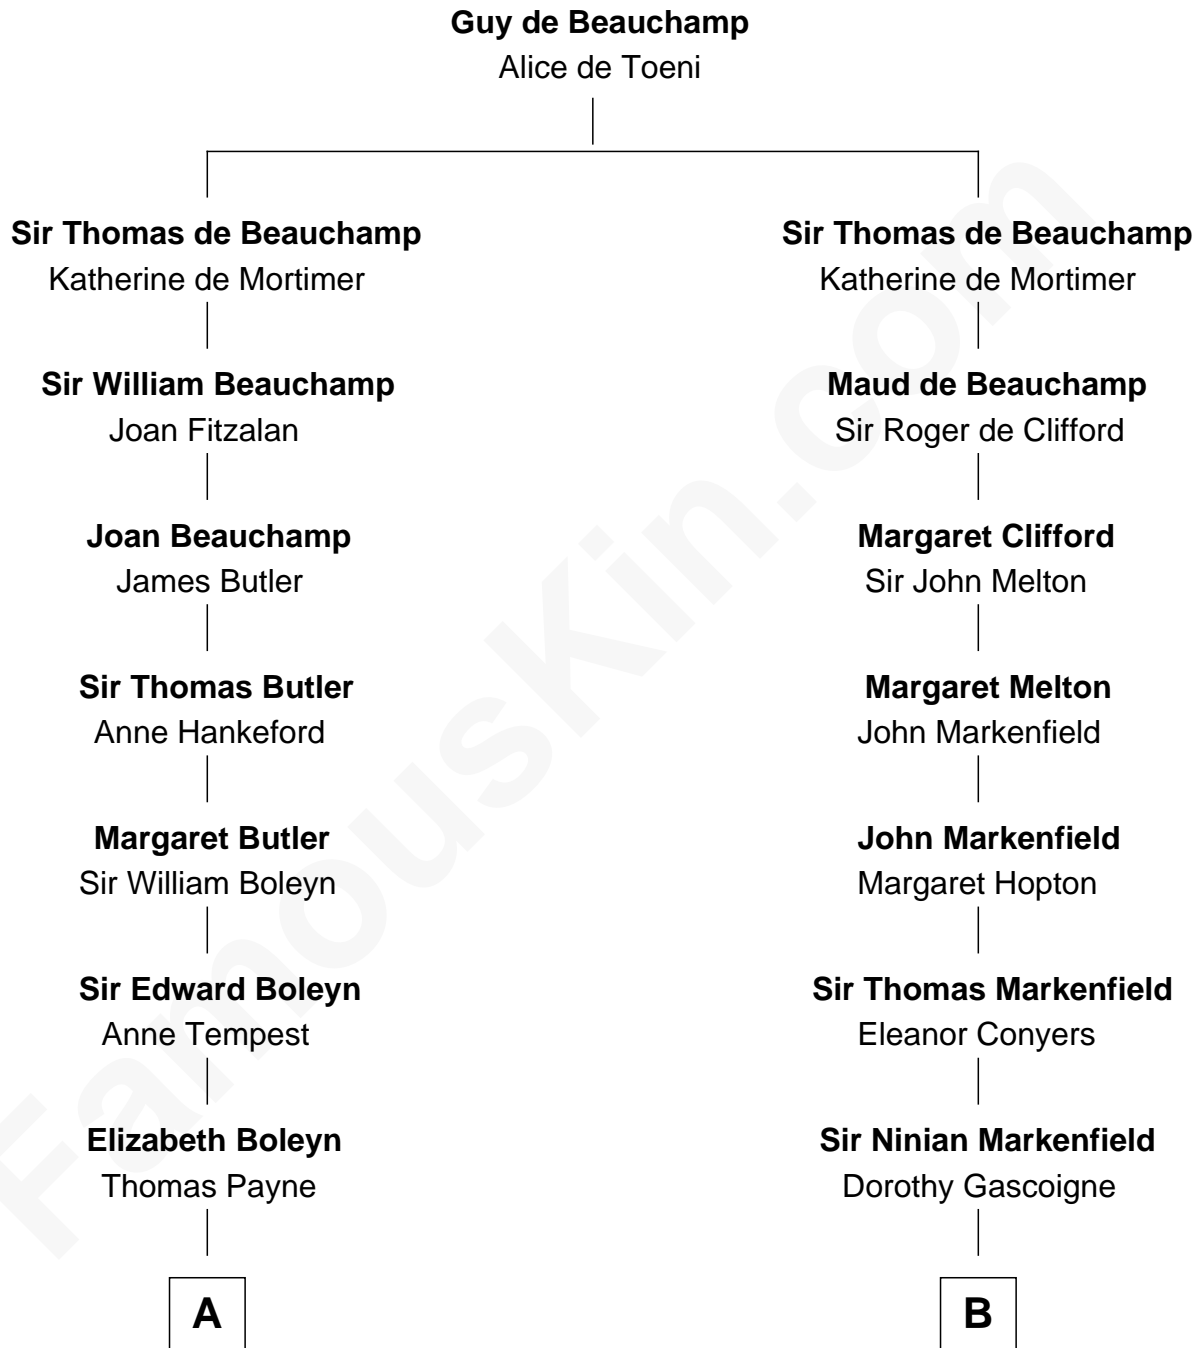 Guy de Beauchamp
Alice de Toeni
Sir Thomas de Beauchamp
Katherine de Mortimer
Sir William Beauchamp
Joan Fitzalan
Joan Beauchamp
James Butler
Sir Thomas Butler
Anne Hankeford
Margaret Butler
Sir William Boleyn
Sir Edward Boleyn
Anne Tempest
Elizabeth Boleyn
Thomas Payne
A
Sir Thomas de Beauchamp
Katherine de Mortimer
Maud de Beauchamp
Sir Roger de Clifford
Margaret Clifford
Sir John Melton
Margaret Melton
John Markenfield
John Markenfield
Margaret Hopton
Sir Thomas Markenfield
Eleanor Conyers
Sir Ninian Markenfield
Dorothy Gascoigne
B
FamousKin.com